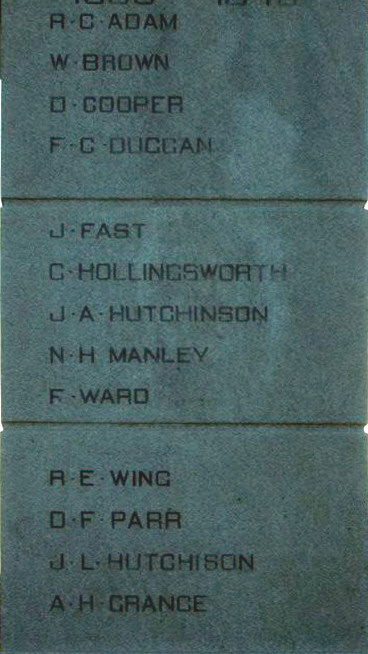 R·C·ADAM
W·BROWN
D·COOPER
F·C·DUGGAN
J·FAST
C·HOLLINGSWORTH
J·A·HUTCHINSON
N·H MANLEY
F·WARD
R·E·WING
D·F·PARR
J·L·HUTCHISON
A·H·GRANGE